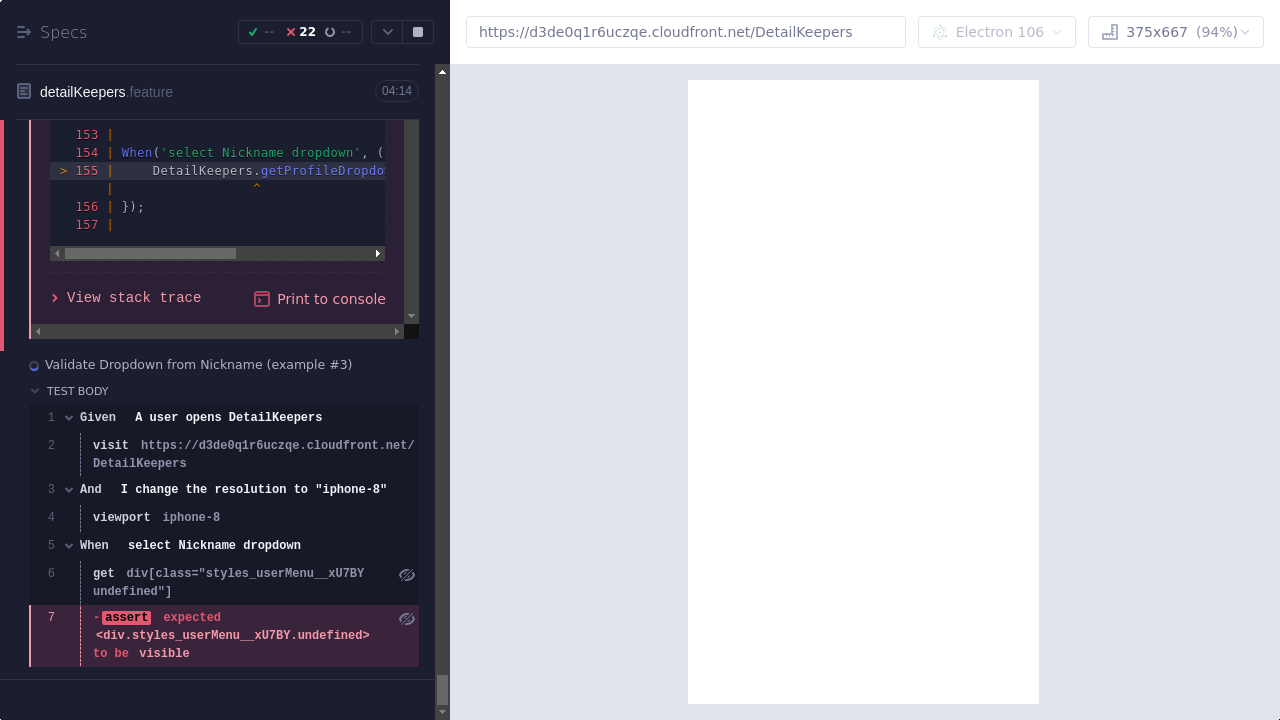 Specs
-- 22 --
https://d3de0q1r6uczqe.cloudfront.net/DetailKeepers
Electron 106
375x667 (94%)
detailKeepers.feature
04:14
153 |
154 | When('select Nickname dropdown', (
> 155 | DetailKeepers.getProfileDropdo
| ^
156 | });
157 |
View stack trace
Print to console
Validate Dropdown from Nickname (example #3)
TEST BODY
1 Given A user opens DetailKeepers
2 visit https://d3de0q1r6uczqe.cloudfront.net/
DetailKeepers
3 And I change the resolution to "iphone-8"
4 viewport iphone-8
5 When select Nickname dropdown
6 get div[class="styles_userMenu__xU7BY
undefined"]
7 -assert expected
<div.styles_userMenu__xU7BY.undefined>
to be visible